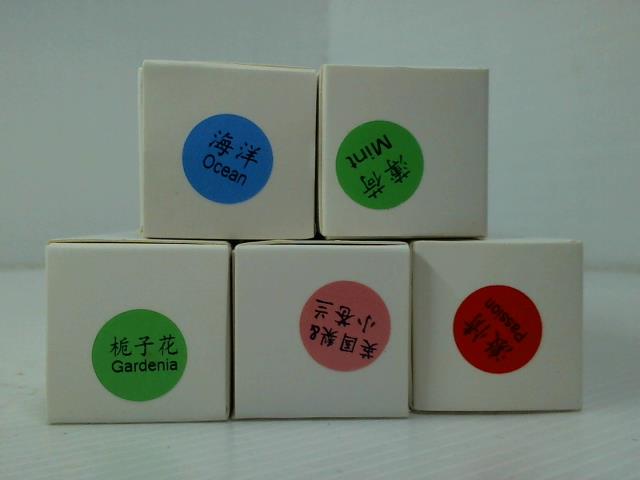 海洋
Ocean
薄荷
Mint
栀子花
Gardenia
英国梨&
小苍兰
激情
Passion